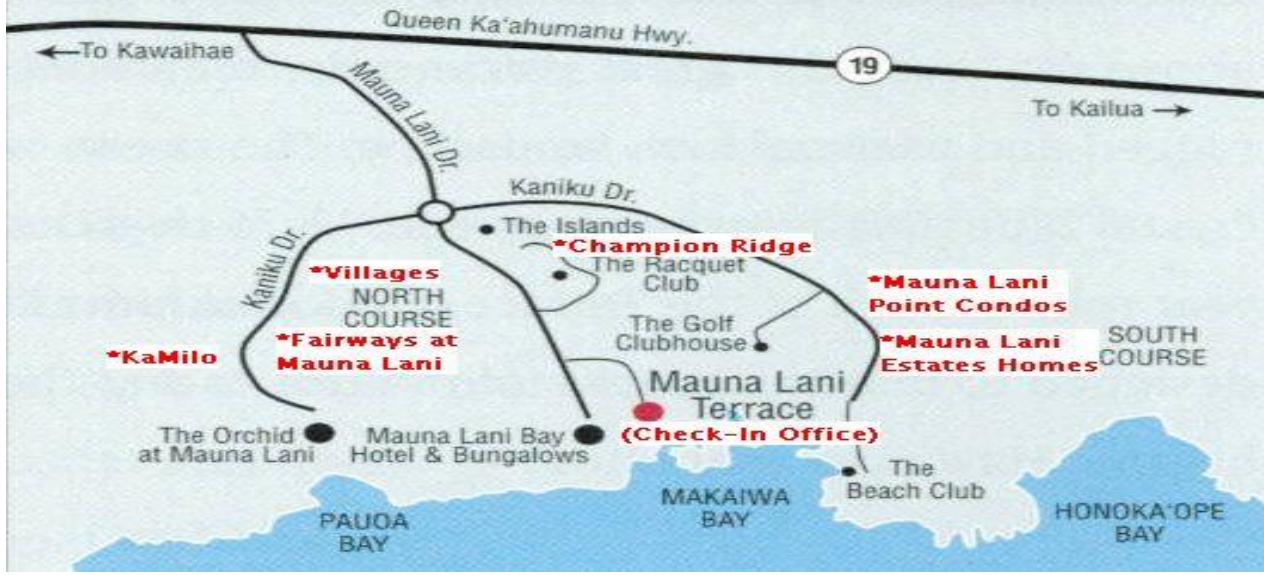 Queen Ka'ahumanu Hwy.
To Kawaihae
19
To Kailua
Mauna Lani Dr.
Kaniku Dr.
The Islands
*Champion Ridge
The Racquet
Club
Kaniku Dr.
*Villages
NORTH
COURSE
*Mauna Lani
Point Condos
The Golf
Clubhouse
*KaMilo
*Fairways at
Mauna Lani
*Mauna Lani
Estates Homes
SOUTH
COURSE
Mauna Lani
Terrace
(Check-In Office)
The Orchid
at Mauna Lani
Mauna Lani Bay
Hotel & Bungalows
The
Beach Club
PAUOA
BAY
MAKAIWA
BAY
HONOKA'OPE
BAY